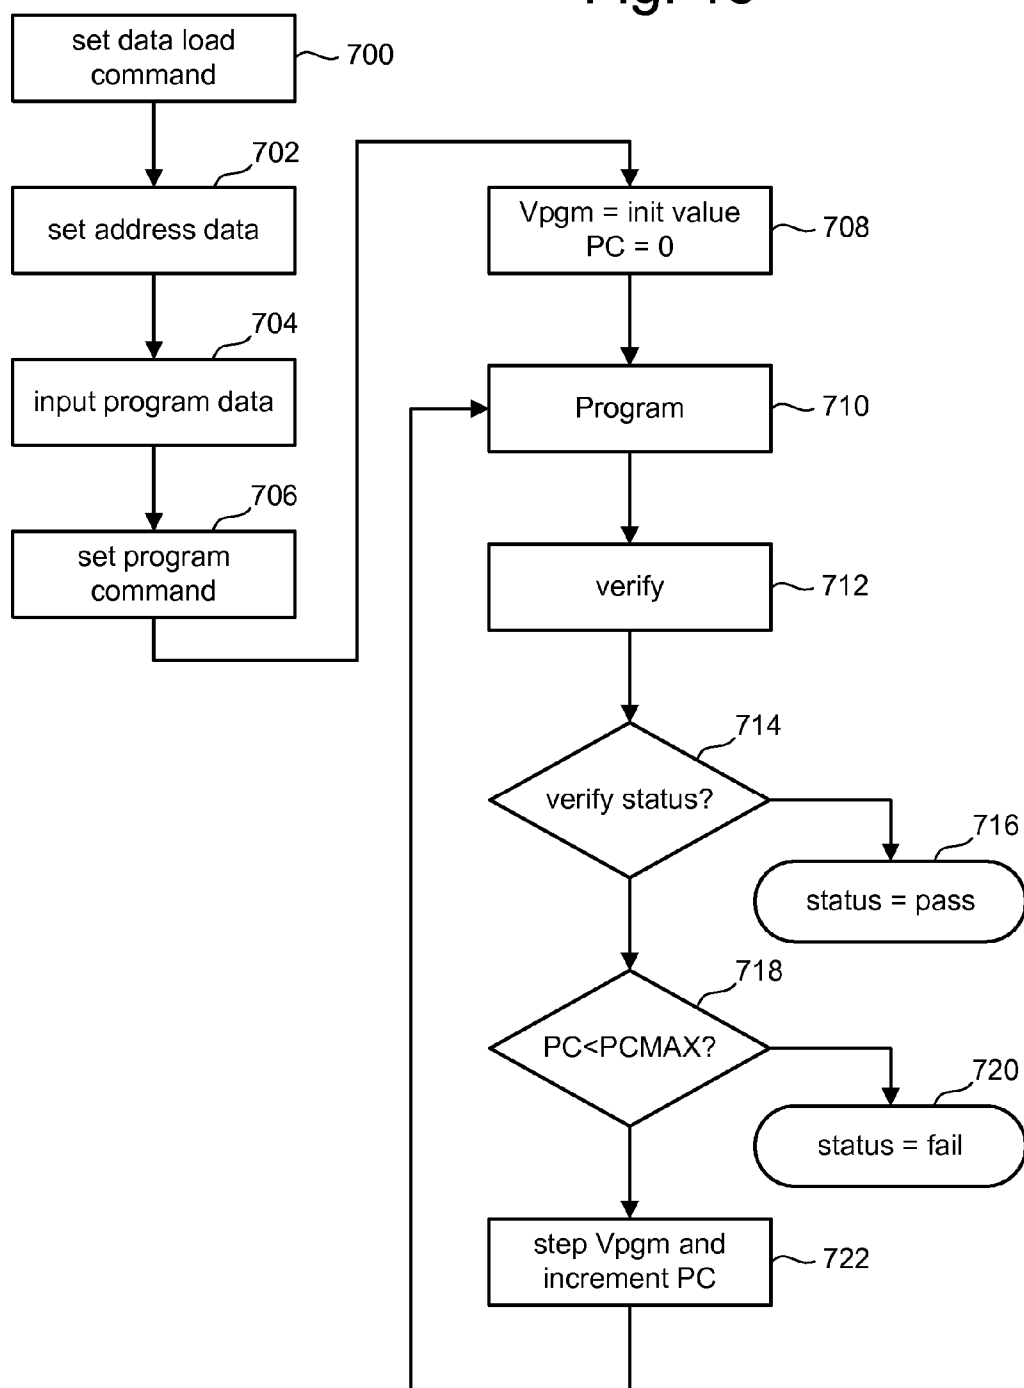 set data load
command
700
702
set address data
704
input program data
706
set program
command
Vpgm = init value
PC = 0
708
Program
710
verify
712
714
verify status?
716
status = pass
718
PC<PCMAX?
720
status = fail
step Vpgm and
increment PC
722